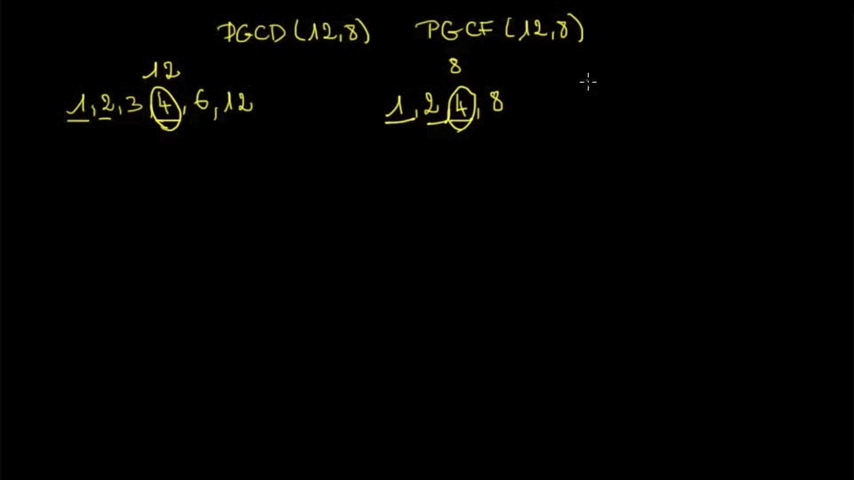 PGCD (12,8) PGCF (12,8)
12 8
1, 2, 3 4, 6, 12 1, 2 4, 8